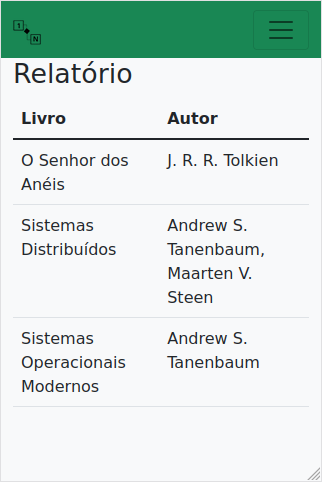 1
N
Relatório
Livro Autor
O Senhor dos J. R. R. Tolkien
Anéis
Sistemas Andrew S.
Distribuídos Tanenbaum,
Maarten V.
Steen
Sistemas Andrew S.
Operacionais Tanenbaum
Modernos